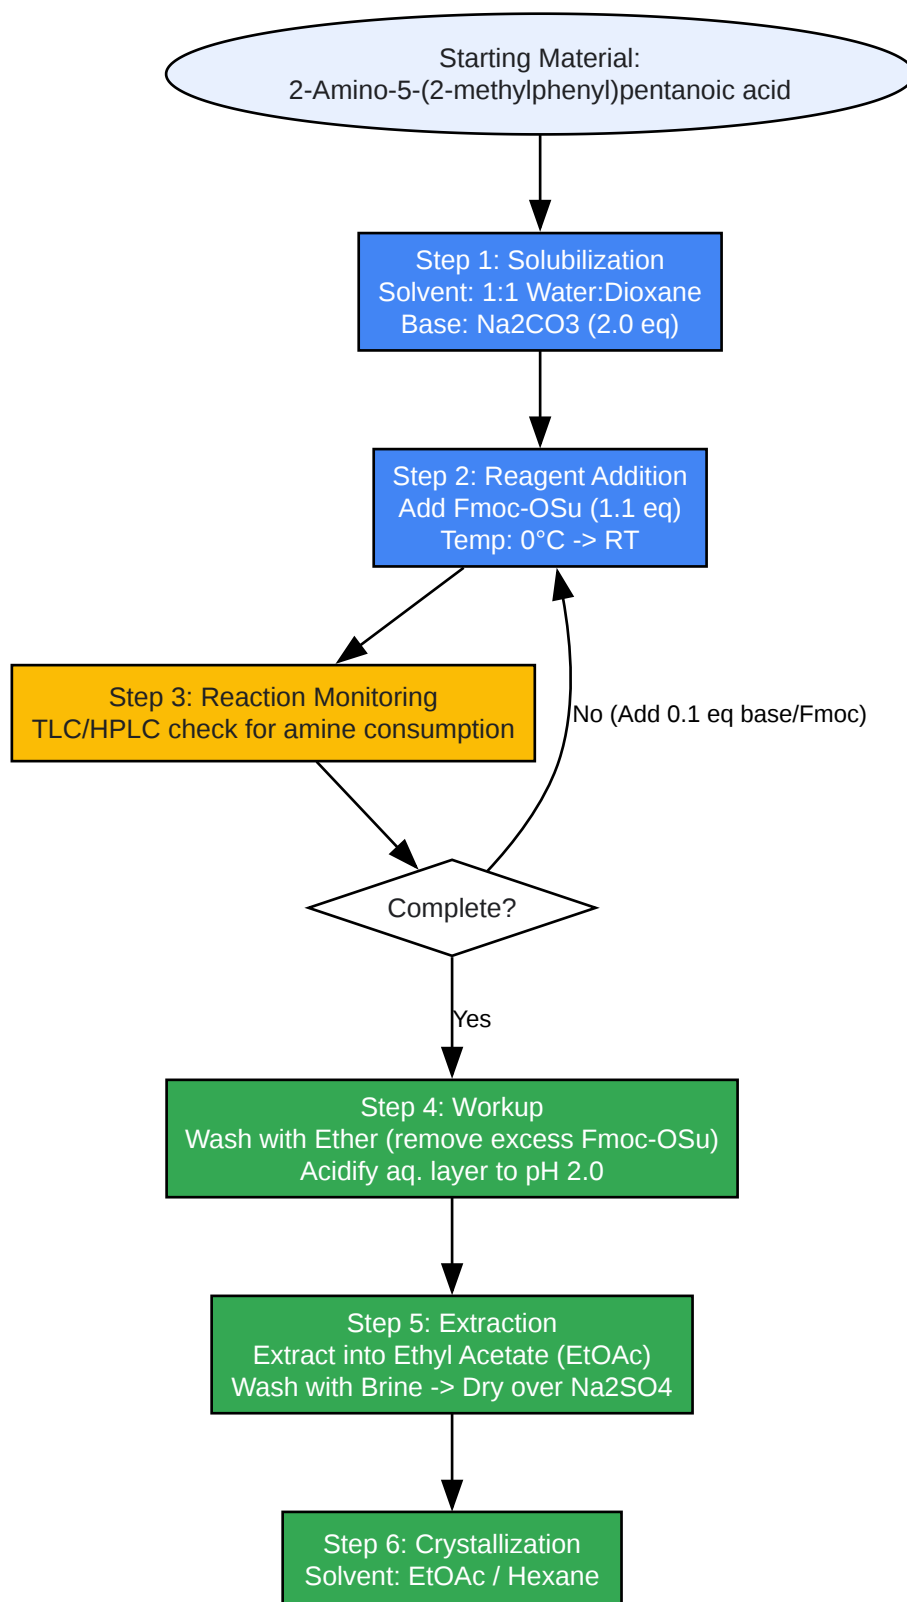 Starting Material:
2-Amino-5-(2-methylphenyl)pentanoic acid
Step 1: Solubilization
Solvent: 1:1 Water:Dioxane
Base: Na2CO3 (2.0 eq)
Step 2: Reagent Addition
Add Fmoc-OSu (1.1 eq)
Temp: 0°C -> RT
Step 3: Reaction Monitoring
TLC/HPLC check for amine consumption
No (Add 0.1 eq base/Fmoc)
Complete?
Yes
Step 4: Workup
Wash with Ether (remove excess Fmoc-OSu)
Acidify aq. layer to pH 2.0
Step 5: Extraction
Extract into Ethyl Acetate (EtOAc)
Wash with Brine -> Dry over Na2SO4
Step 6: Crystallization
Solvent: EtOAc / Hexane